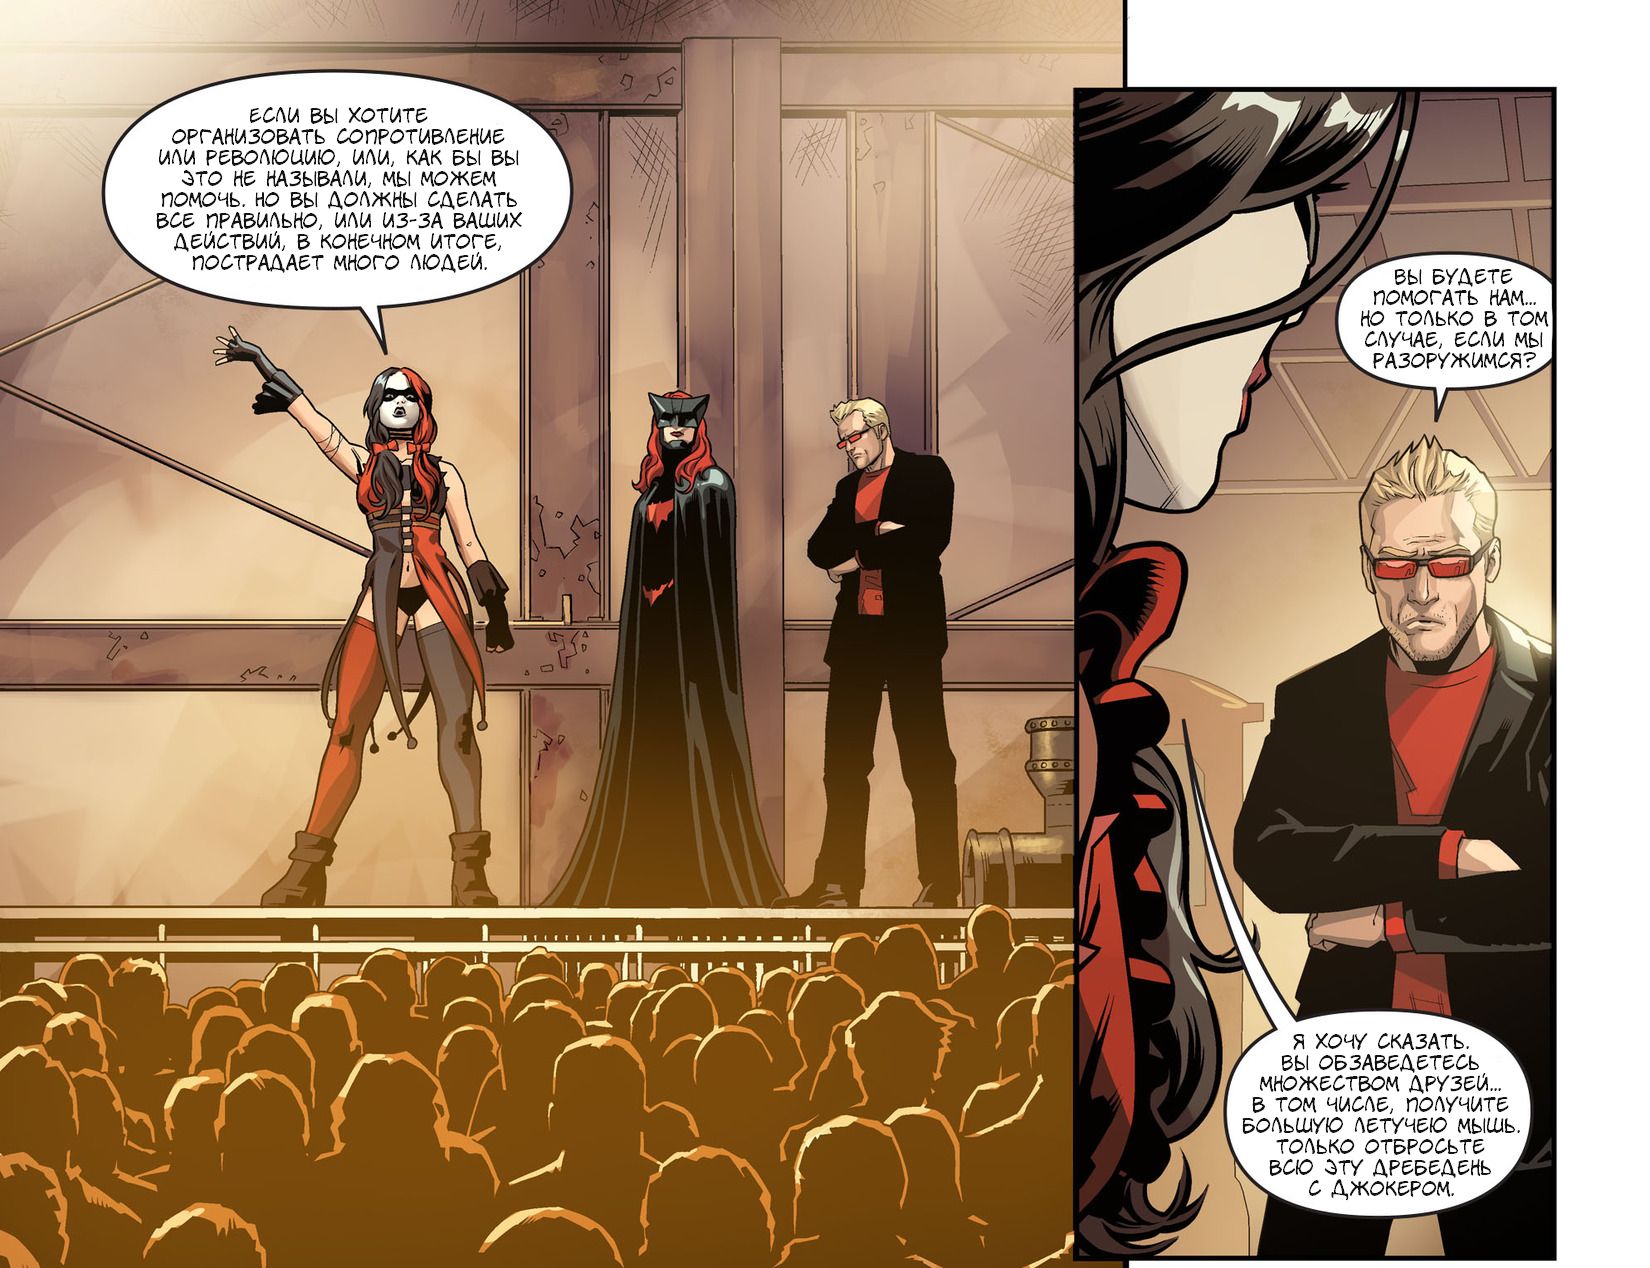 ЕСЛИ ВЫ ХОТИТЕ
ОРГАНИЗОВАТЬ СОПРОТИВЛЕНИЕ
ИЛИ РЕВОЛЮЦИЮ, ИЛИ, КАК БЫ ВЫ
ЭТО НЕ НАЗЫВАЛИ, МЫ МОЖЕМ
ПОМОЧЬ. НО ВЫ ДОЛЖНЫ СДЕЛАТЬ
ВСЕ ПРАВИЛЬНО, ИЛИ ИЗ-ЗА ВАШИХ
ДЕЙСТВИЙ, В КОНЕЧНОМ ИТОГЕ,
ПОСТРАДАЕТ МНОГО ЛЮДЕЙ.
ВЫ БУДЕТЕ
ПОМОГАТЬ НАМ...
НО ТОЛЬКО В ТОМ
СЛУЧАЕ, ЕСЛИ МЫ
РАЗОРУЖИМСЯ?
Я ХОЧУ СКАЗАТЬ.
ВЫ ОБЗАВЕДЕТЕСЬ
МНОЖЕСТВОМ ДРУЗЕЙ...
В ТОМ ЧИСЛЕ, ПОЛУЧИТЕ
БОЛЬШУЮ ЛЕТУЧЕЮ МЫШЬ.
ТОЛЬКО ОТБРОСЬТЕ
ВСЮ ЭТУ ДРЕБЕДЕНЬ
С ДЖОКЕРОМ.